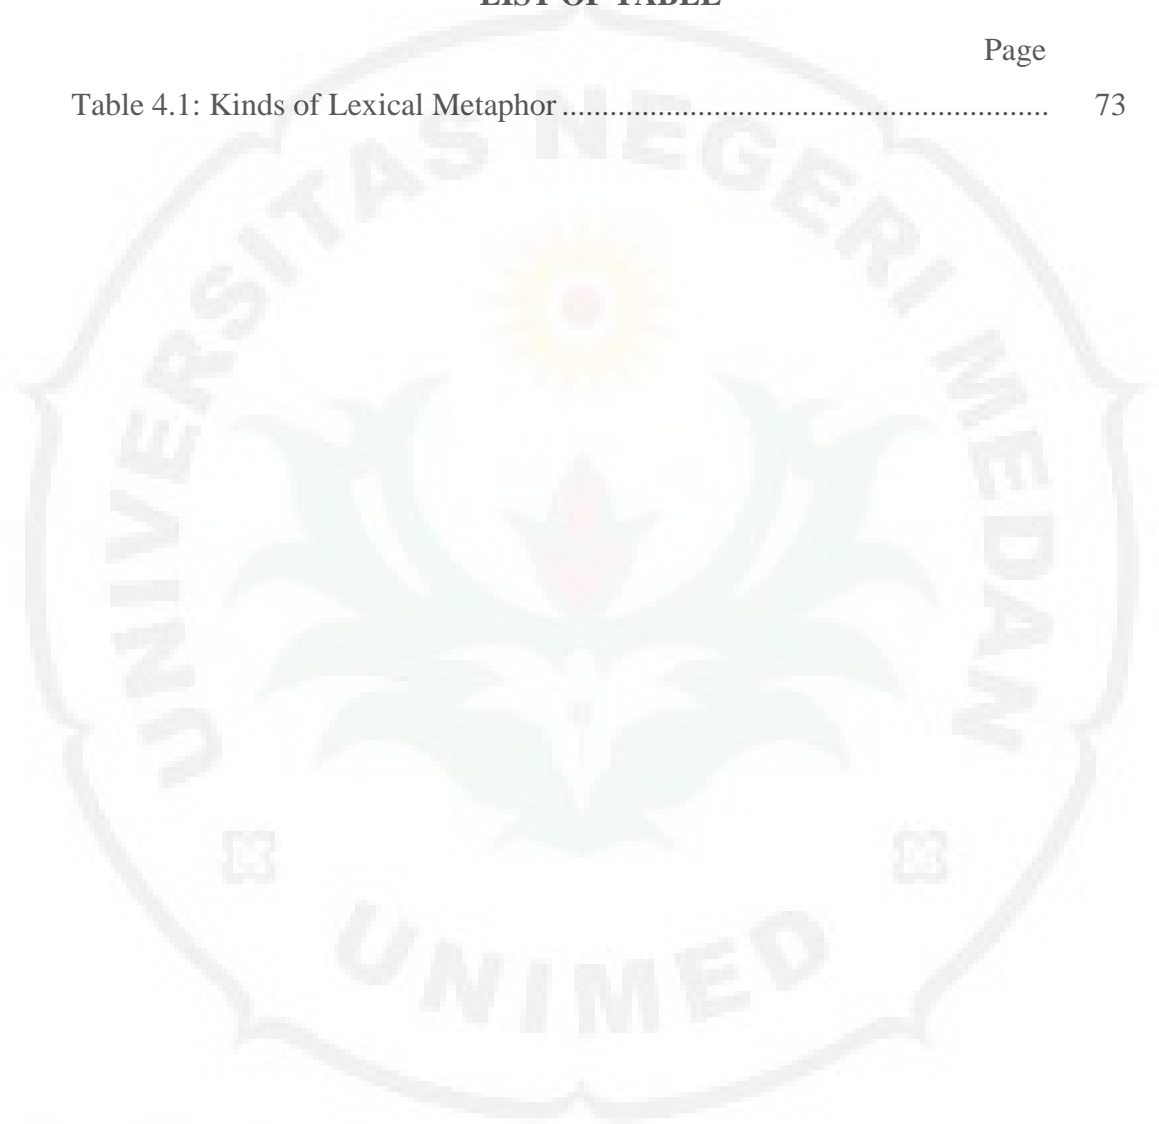 LIST OF TABLE
Page
Table 4.1: Kinds of Lexical Metaphor ............................................................ 73
UNIVERSITAS NEGERI MEDAN
UNIMED